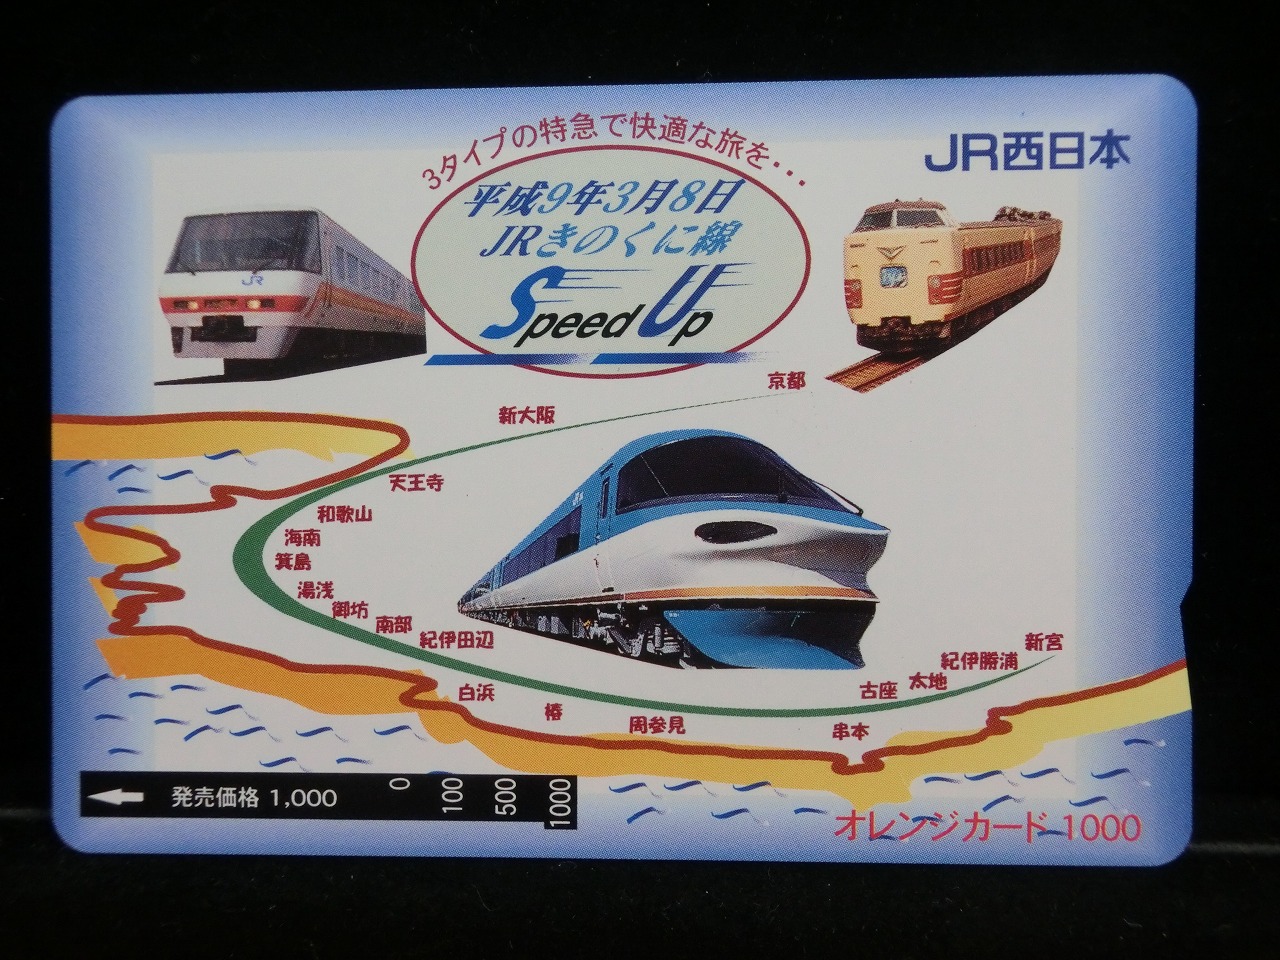 3タイプの特急で快適な旅を・・・
JR西日本
平成9年3月8日
JRきのくに線
Speed Up
JR
京都
新大阪
天王寺
和歌山
海南
箕島
湯浅
御坊
南部
紀伊田辺
白浜
椿
周参見
串本
古座
太地
紀伊勝浦
新宮
発売価格 1,000
0 100 500 1000
オレンジカード 1000